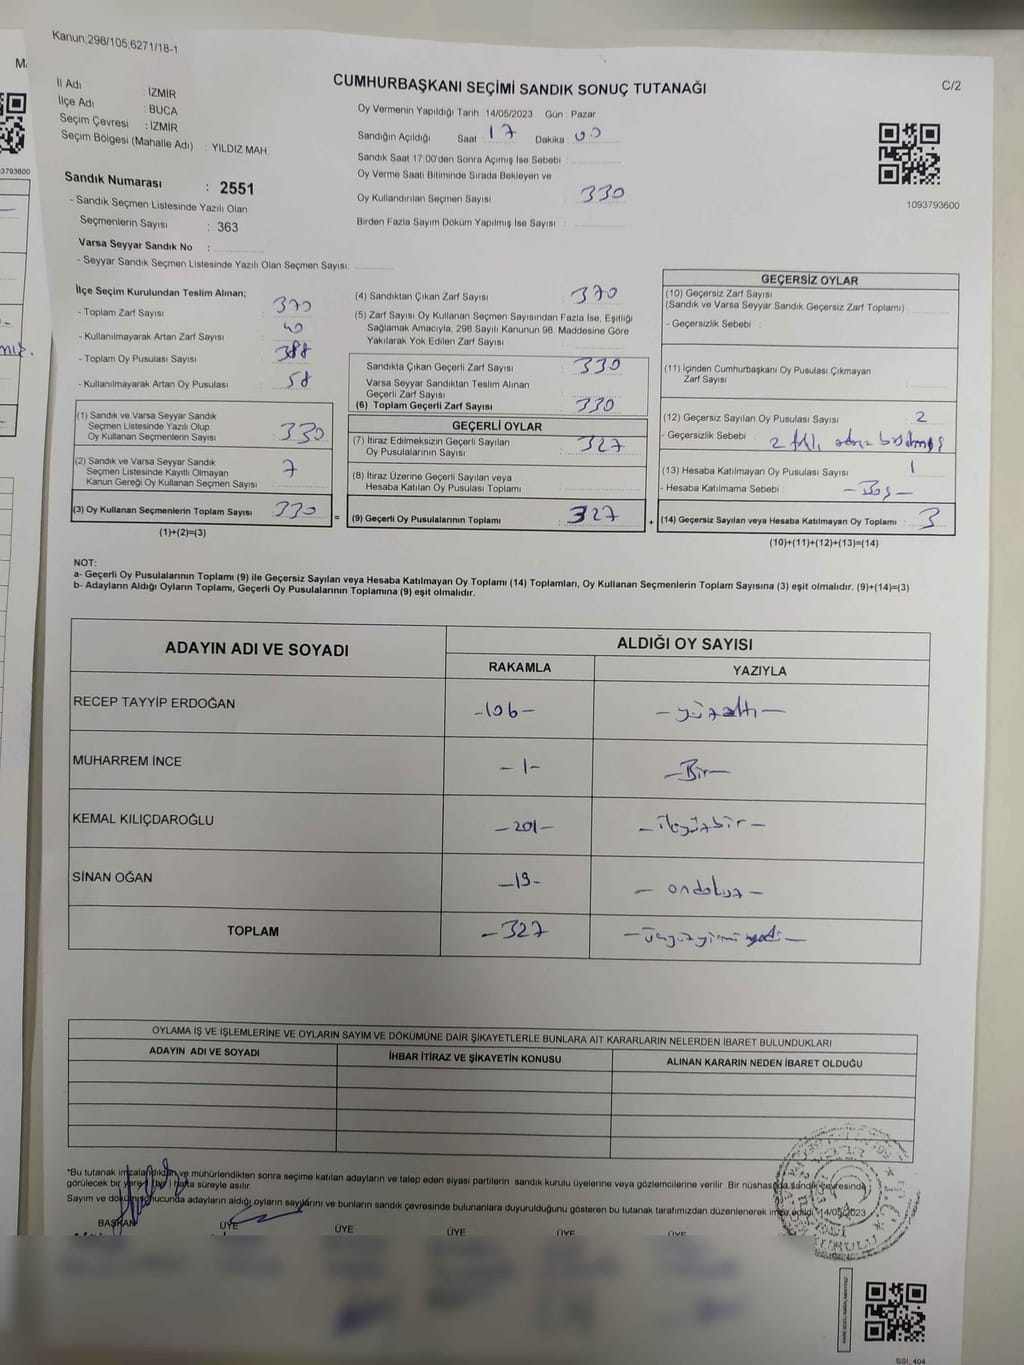 Kanun;298/105;6271/18-1
C/2
CUMHURBAŞKANI SEÇİMİ SANDIK SONUÇ TUTANAĞI
İl Adı : İZMİR
İlçe Adı : BUCA
Seçim Çevresi : İZMİR
Seçim Bölgesi (Mahalle Adı) : YILDIZ MAH.
Sandık Numarası : 2551
- Sandık Seçmen Listesinde Yazılı Olan
Seçmenlerin Sayısı : 363
Varsa Seyyar Sandık No :
- Seyyar Sandık Seçmen Listesinde Yazılı Olan Seçmen Sayısı:
Oy Vermenin Yapıldığı Tarih 14/05/2023 Gün : Pazar
Sandığın Açıldığı Saat : 17 Dakika : 00
Sandık Saat 17.00'den Sonra Açımış İse Sebebi :
Oy Verme Saati Bitiminde Sırada Bekleyen ve
Oy Kullandırılan Seçmen Sayısı : 330
Birden Fazla Sayım Döküm Yapılmış İse Sayısı :
1093793600
İlçe Seçim Kurulundan Teslim Alınan;
- Toplam Zarf Sayısı : 370
- Kullanılmayarak Artan Zarf Sayısı : 40
- Toplam Oy Pusulası Sayısı : 388
- Kullanılmayarak Artan Oy Pusulası : 58
(1) Sandık ve Varsa Seyyar Sandık
Seçmen Listesinde Yazılı Olup
Oy Kullanan Seçmenlerin Sayısı : 330
(2) Sandık ve Varsa Seyyar Sandık
Seçmen Listesinde Kayıtlı Olmayan
Kanun Gereği Oy Kullanan Seçmen Sayısı : 7
(3) Oy Kullanan Seçmenlerin Toplam Sayısı : 330
(1)+(2)=(3)
(4) Sandıktan Çıkan Zarf Sayısı : 370
(5) Zarf Sayısı Oy Kullanan Seçmen Sayısından Fazla İse, Eşitliği
Sağlamak Amacıyla, 298 Sayılı Kanunun 98. Maddesine Göre
Yakılarak Yok Edilen Zarf Sayısı :
Sandıkta Çıkan Geçerli Zarf Sayısı : 330
Varsa Seyyar Sandıktan Teslim Alınan
Geçerli Zarf Sayısı :
(6) Toplam Geçerli Zarf Sayısı : 330
GEÇERLİ OYLAR
(7) İtiraz Edilmeksizin Geçerli Sayılan
Oy Pusulalarının Sayısı : 327
(8) İtiraz Üzerine Geçerli Sayılan veya
Hesaba Katılan Oy Pusulası Toplamı :
= (9) Geçerli Oy Pusulalarının Toplamı : 327
GEÇERSİZ OYLAR
(10) Geçersiz Zarf Sayısı
(Sandık ve Varsa Seyyar Sandık Geçersiz Zarf Toplamı) :
- Geçersizlik Sebebi :
(11) İçinden Cumhurbaşkanı Oy Pusulası Çıkmayan
Zarf Sayısı :
(12) Geçersiz Sayılan Oy Pusulası Sayısı : 2
- Geçersizlik Sebebi : 2 farklı adaya basılmış
(13) Hesaba Katılmayan Oy Pusulası Sayısı : 1
- Hesaba Katılmama Sebebi : -Boş-
+ (14) Geçersiz Sayılan veya Hesaba Katılmayan Oy Toplamı : 3
(10)+(11)+(12)+(13)=(14)
NOT:
a- Geçerli Oy Pusulalarının Toplamı (9) ile Geçersiz Sayılan veya Hesaba Katılmayan Oy Toplamı (14) Toplamları, Oy Kullanan Seçmenlerin Toplam Sayısına (3) eşit olmalıdır. (9)+(14)=(3)
b- Adayların Aldığı Oyların Toplamı, Geçerli Oy Pusulalarının Toplamına (9) eşit olmalıdır.
ADAYIN ADI VE SOYADI ALDIĞI OY SAYISI
RAKAMLA YAZIYLA
RECEP TAYYİP ERDOĞAN -106- -yüzaltı-
MUHARREM İNCE -1- -Bir-
KEMAL KILIÇDAROĞLU -201- -ikiyüzbir-
SİNAN OĞAN -19- -ondokuz-
TOPLAM -327 -üçyüzyirmi yedi-
OYLAMA İŞ VE İŞLEMLERİNE VE OYLARIN SAYIM VE DÖKÜMÜNE DAİR ŞİKAYETLERLE BUNLARA AİT KARARLARIN NELERDEN İBARET BULUNDUKLARI
ADAYIN ADI VE SOYADI İHBAR İTİRAZ VE ŞİKAYETİN KONUSU ALINAN KARARIN NEDEN İBARET OLDUĞU
*Bu tutanak imzalandıktan ve mühürlendikten sonra seçime katılan adayların ve talep eden siyasi partilerin sandık kurulu üyelerine veya gözlemcilerine verilir. Bir nüshası da sandık çevresinde
görülecek bir yere (bir) hafta süreyle asılır.
Sayım ve döküm sonucunda adayların aldığı oyların sayılarını ve bunların sandık çevresinde bulunanlara duyurulduğunu gösteren bu tutanak tarafımızdan düzenlenerek imza edildi. 14/05/2023
BAŞKAN ÜYE ÜYE ÜYE ÜYE ÜYE
SSI_404